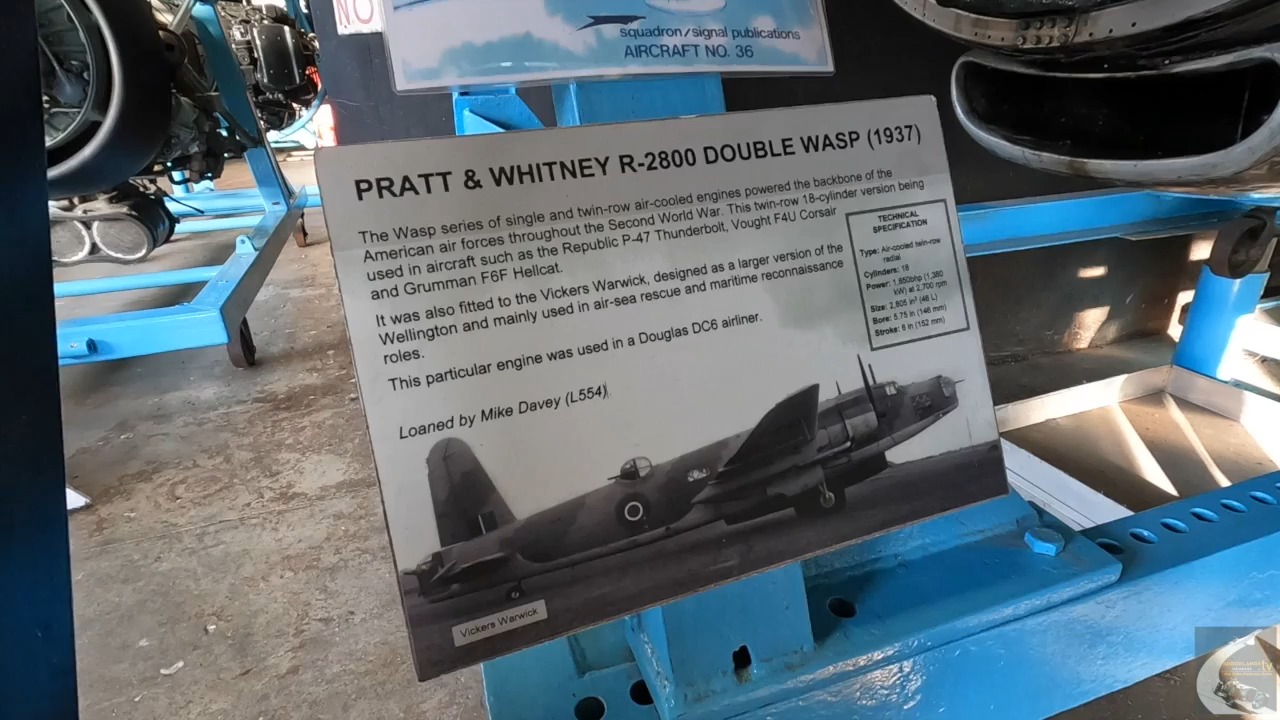 NO
squadron/signal publications
AIRCRAFT NO. 36
PRATT & WHITNEY R-2800 DOUBLE WASP (1937)
The Wasp series of single and twin-row air-cooled engines powered the backbone of the
American air forces throughout the Second World War. This twin-row 18-cylinder version being
used in aircraft such as the Republic P-47 Thunderbolt, Vought F4U Corsair
and Grumman F6F Hellcat.
It was also fitted to the Vickers Warwick, designed as a larger version of the
Wellington and mainly used in air-sea rescue and maritime reconnaissance
roles.
This particular engine was used in a Douglas DC6 airliner.
Loaned by Mike Davey (L554)
TECHNICAL
SPECIFICATION
Type: Air-cooled twin-row
radial
Cylinders: 18
Power: 1,850bhp (1,380
kW) at 2,700 rpm
Size: 2,805 in³ (46 L)
Bore: 5.75 in (146 mm)
Stroke: 6 in (152 mm)
Vickers Warwick